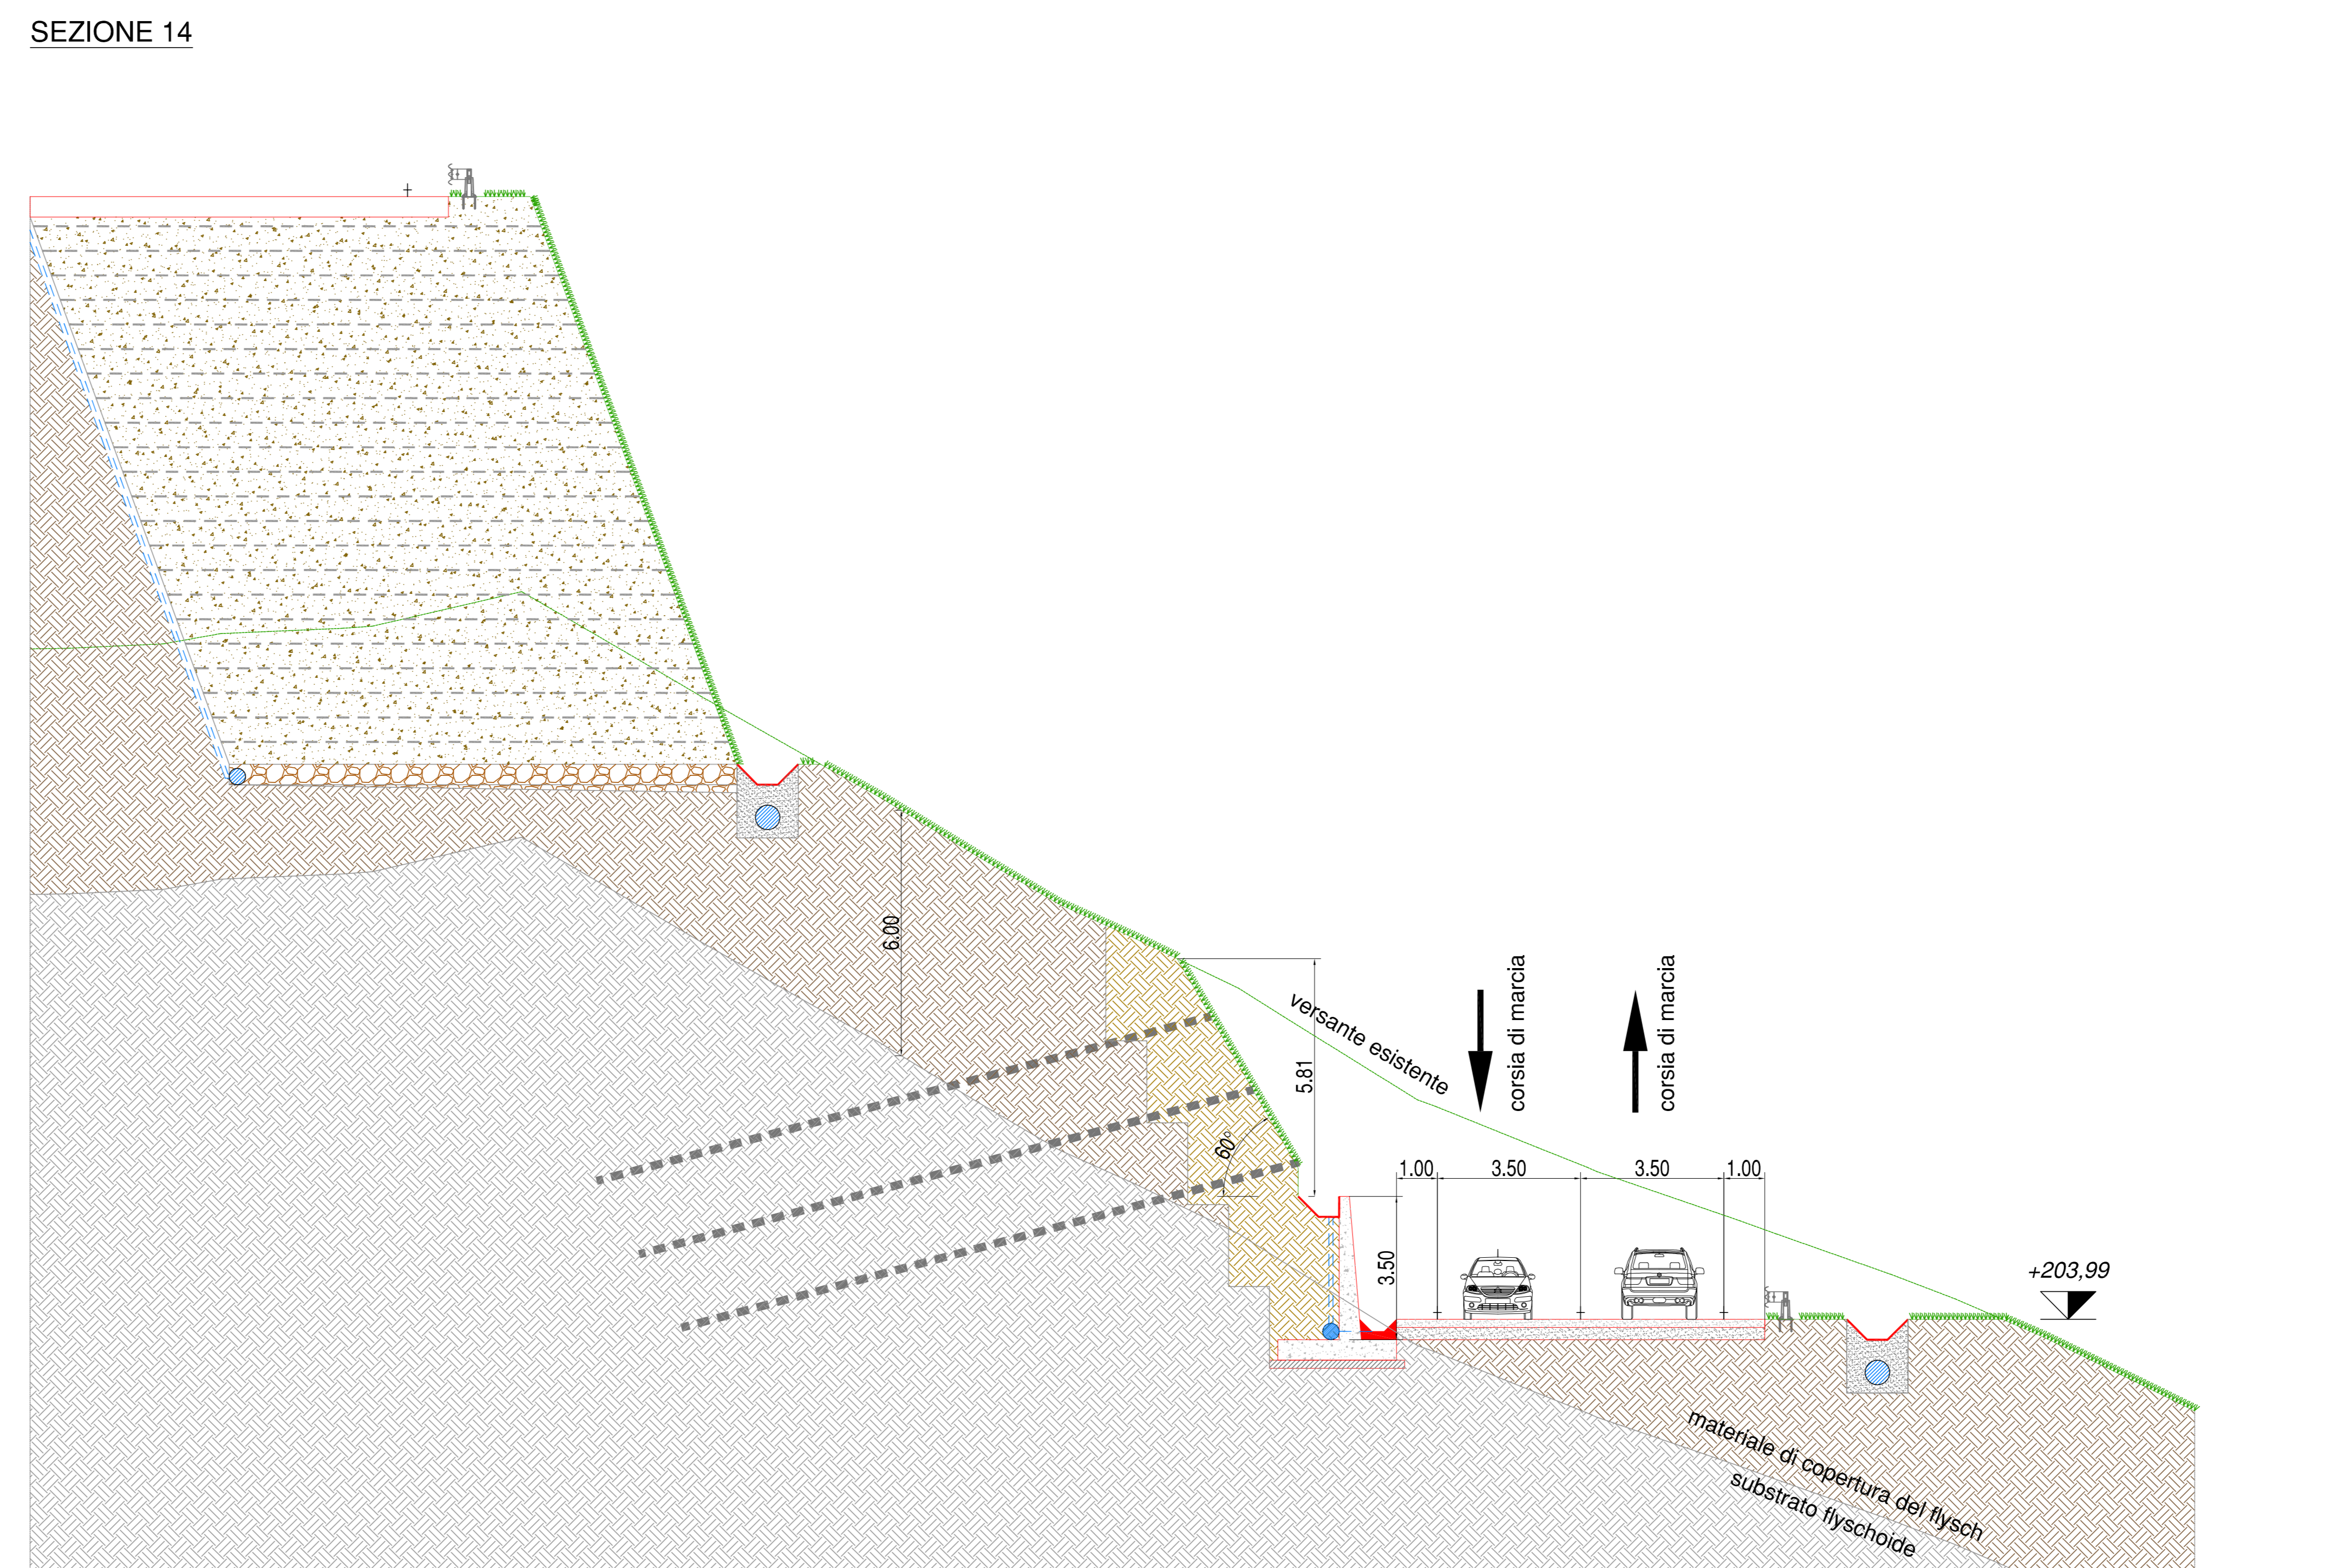 SEZIONE 14
6.00
versante esistente
5.81
60°
corsia di marcia
corsia di marcia
1.00
3.50
3.50
1.00
3.50
+203,99
materiale di copertura del flysch
substrato flyschoide